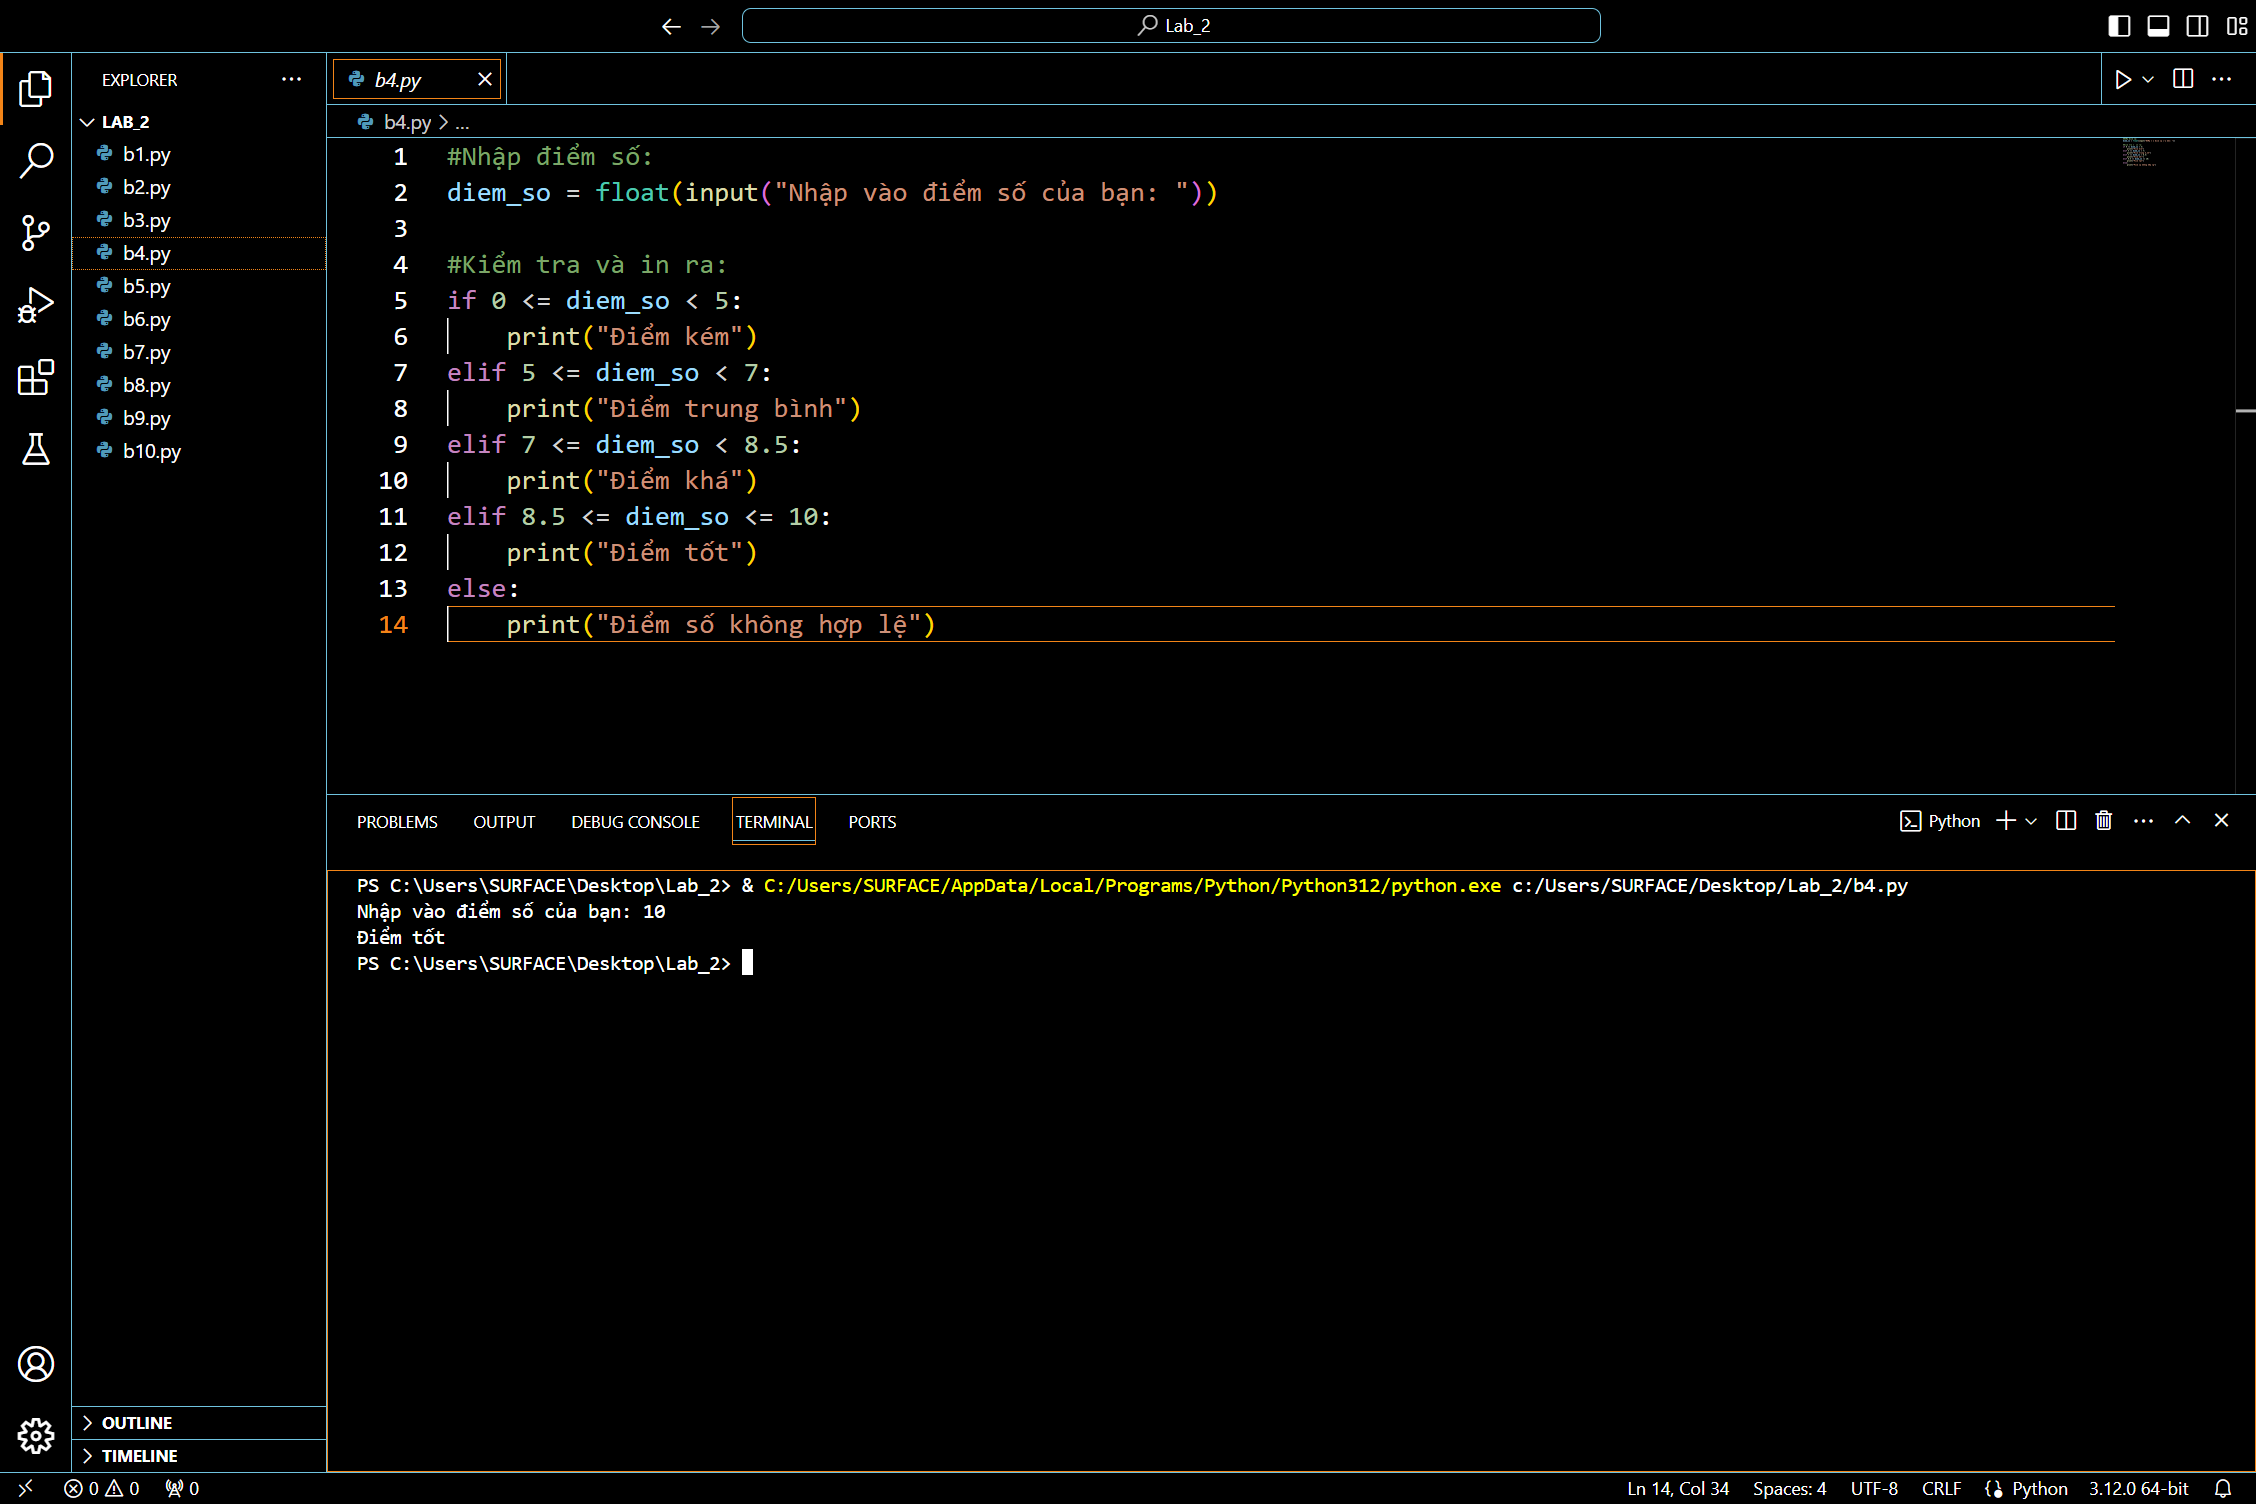 Lab_2
EXPLORER
LAB_2
b1.py
b2.py
b3.py
b4.py
b5.py
b6.py
b7.py
b8.py
b9.py
b10.py
OUTLINE
TIMELINE
b4.py
b4.py > ...
1 #Nhập điểm số:
2 diem_so = float(input("Nhập vào điểm số của bạn: "))
3
4 #Kiểm tra và in ra:
5 if 0 <= diem_so < 5:
6     print("Điểm kém")
7 elif 5 <= diem_so < 7:
8     print("Điểm trung bình")
9 elif 7 <= diem_so < 8.5:
10     print("Điểm khá")
11 elif 8.5 <= diem_so <= 10:
12     print("Điểm tốt")
13 else:
14     print("Điểm số không hợp lệ")
PROBLEMS OUTPUT DEBUG CONSOLE TERMINAL PORTS Python
PS C:\Users\SURFACE\Desktop\Lab_2> & C:/Users/SURFACE/AppData/Local/Programs/Python/Python312/python.exe c:/Users/SURFACE/Desktop/Lab_2/b4.py
Nhập vào điểm số của bạn: 10
Điểm tốt
PS C:\Users\SURFACE\Desktop\Lab_2>
0 0 0 Ln 14, Col 34 Spaces: 4 UTF-8 CRLF Python 3.12.0 64-bit